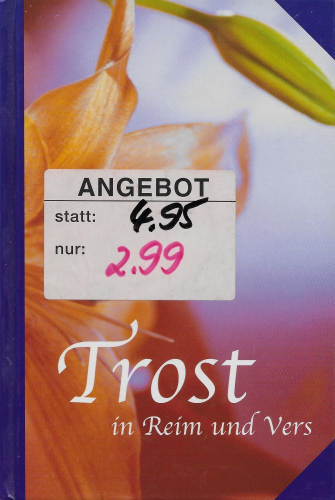 ANGEBOT
statt: 4.95
nur: 2.99
Trost
in Reim und Vers